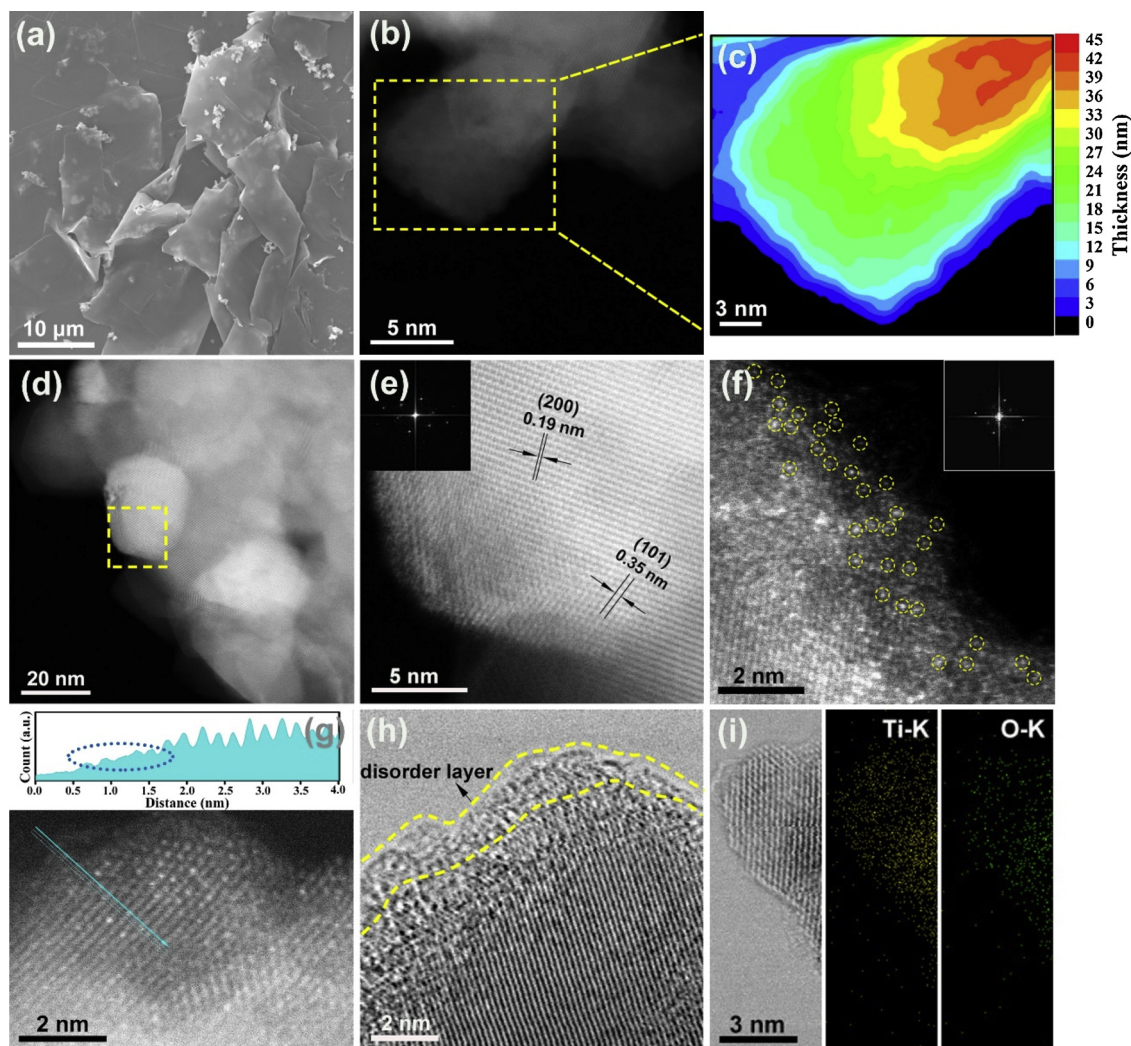 (a)
10 µm
(b)
5 nm
(c)
3 nm
45
42
39
36
33
30
27
24
21
18
15
12
9
6
3
0
Thickness (nm)
(d)
20 nm
(e)
(200)
0.19 nm
(101)
0.35 nm
5 nm
(f)
2 nm
(g)
Count (a.u.)
0.0 0.5 1.0 1.5 2.0 2.5 3.0 3.5 4.0
Distance (nm)
2 nm
(h)
disorder layer
2 nm
(i)
3 nm
Ti-K
O-K